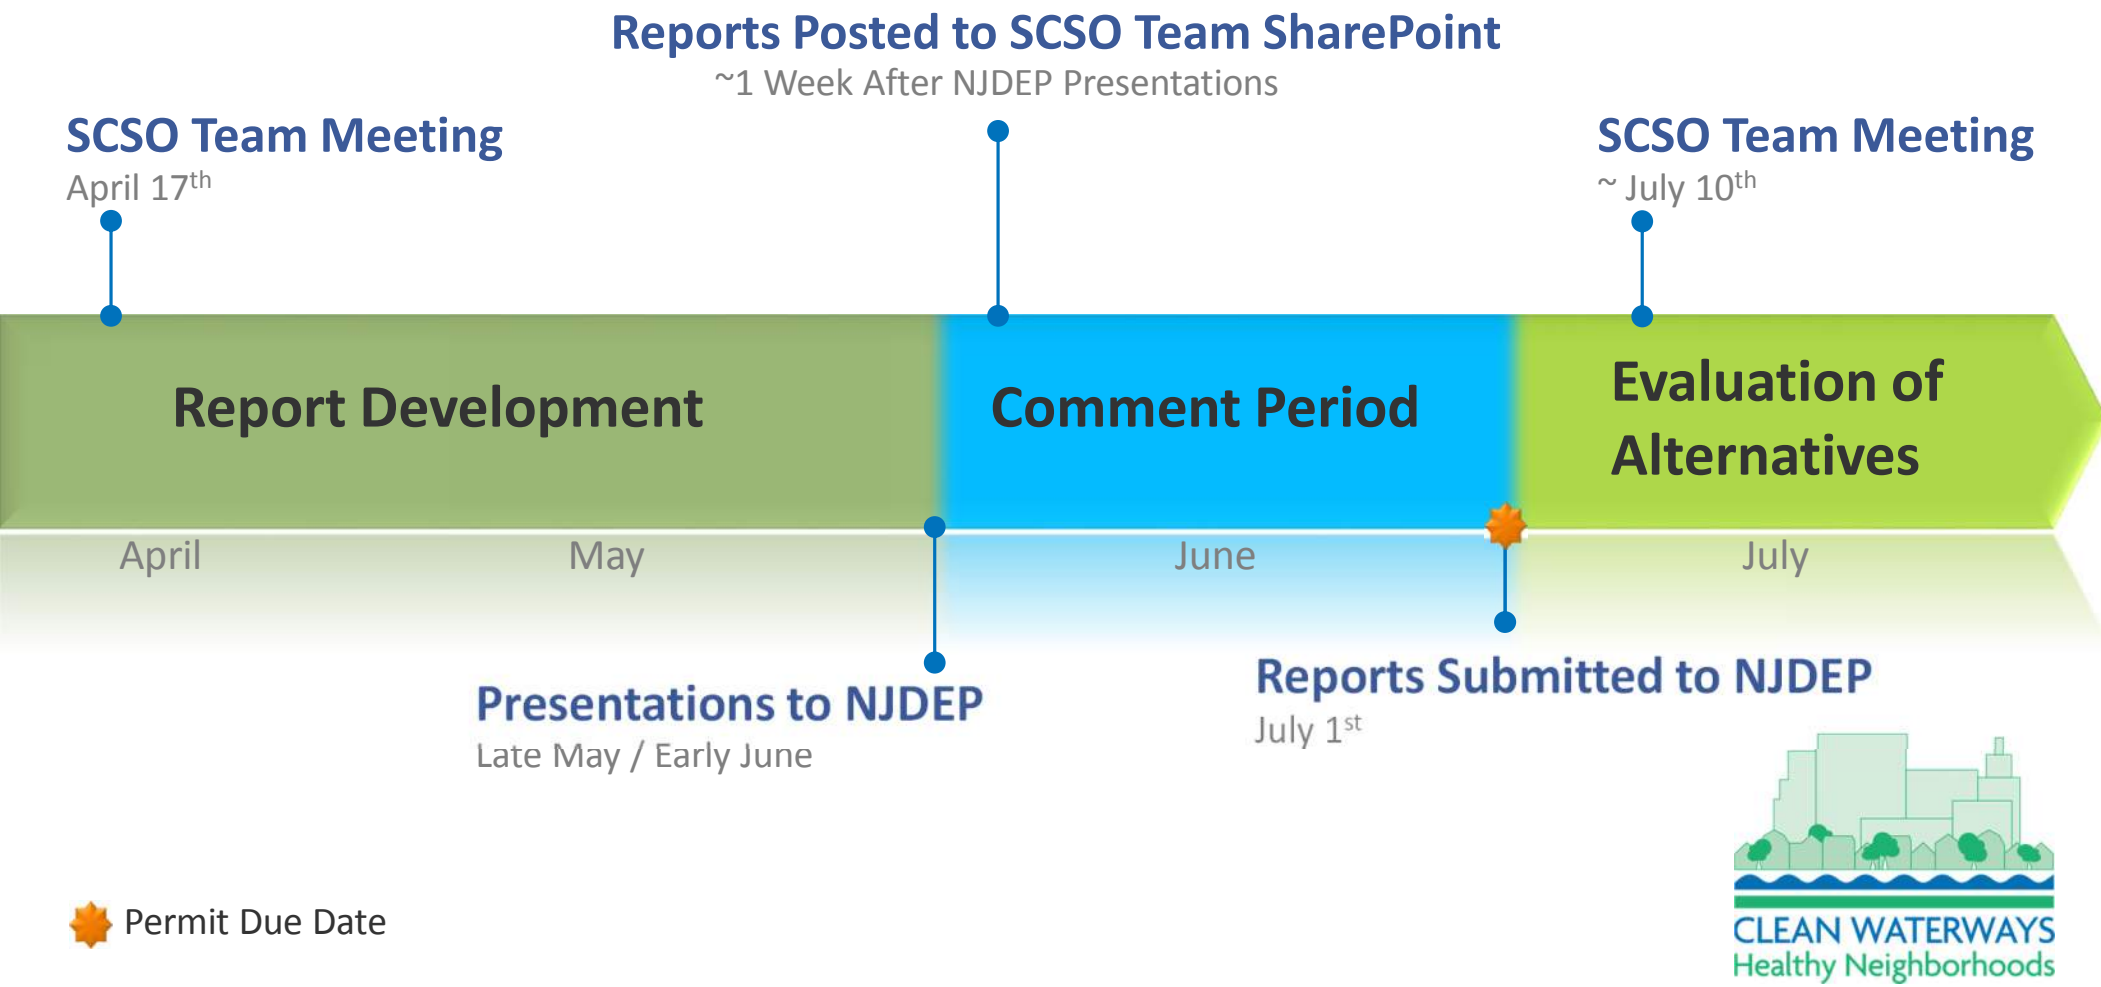 Reports Posted to SCSO Team SharePoint
~1 Week After NJDEP Presentations
SCSO Team Meeting
April 17th
SCSO Team Meeting
~ July 10th
Report Development
Comment Period
Evaluation of
Alternatives
April
May
June
July
Presentations to NJDEP
Late May / Early June
Reports Submitted to NJDEP
July 1st
Permit Due Date
CLEAN WATERWAYS
Healthy Neighborhoods